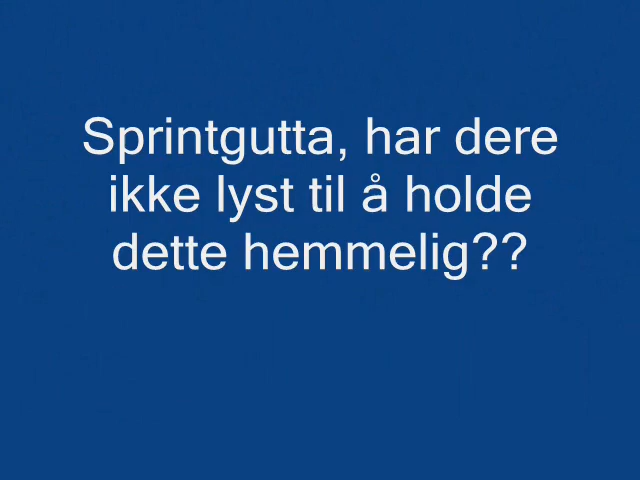 Sprintgutta, har dere
ikke lyst til å holde
dette hemmelig??